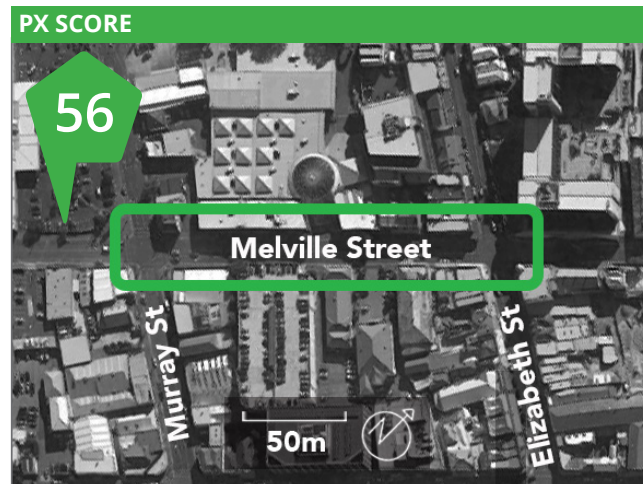 PX SCORE
56
Melville Street
Murray St
Elizabeth St
50m